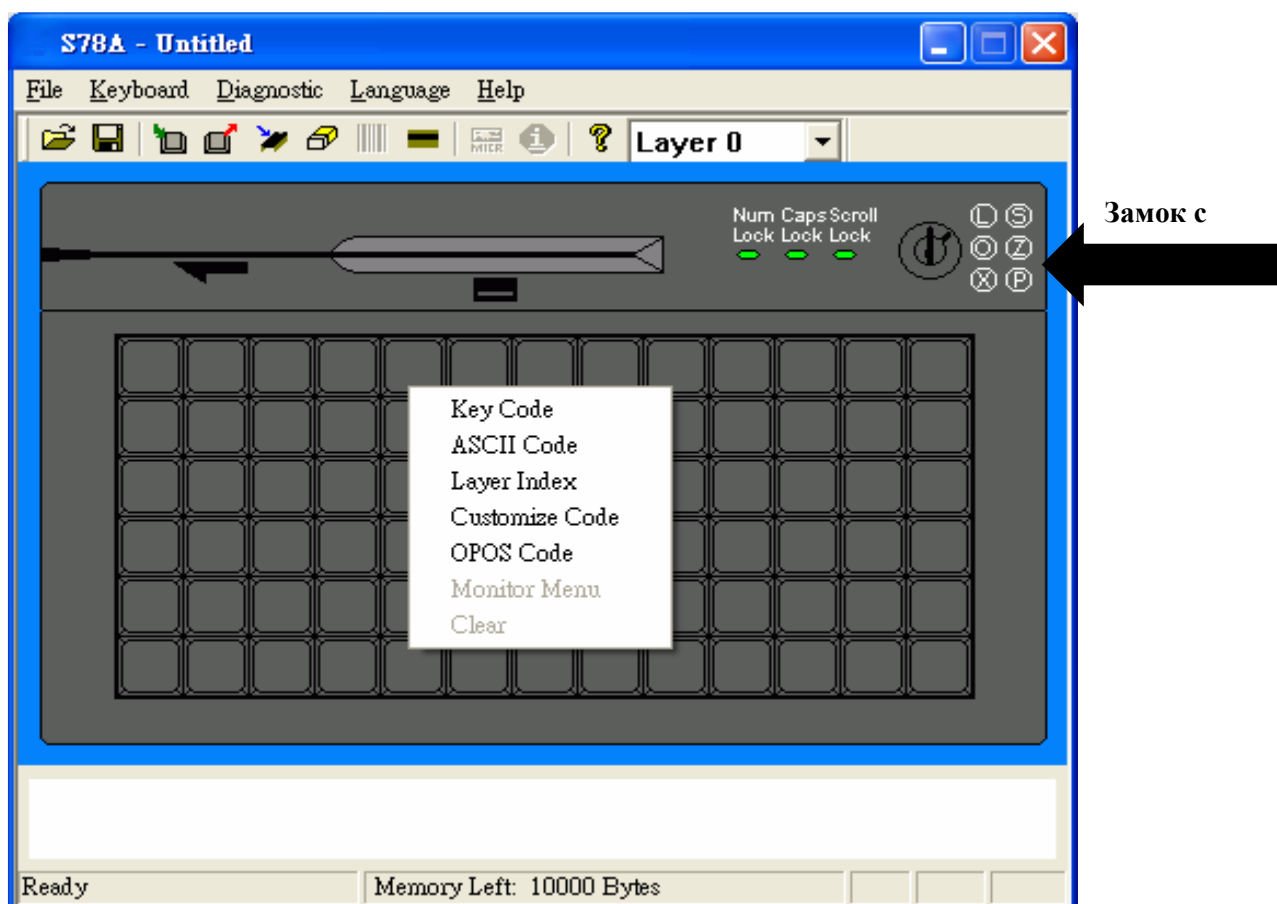 S78A - Untitled
File Keyboard Diagnostic Language Help
MICR
Layer 0
Замок с
Num Caps Scroll
Lock Lock Lock
L S
O Z
X P
Key Code
ASCII Code
Layer Index
Customize Code
OPOS Code
Monitor Menu
Clear
Ready
Memory Left: 10000 Bytes